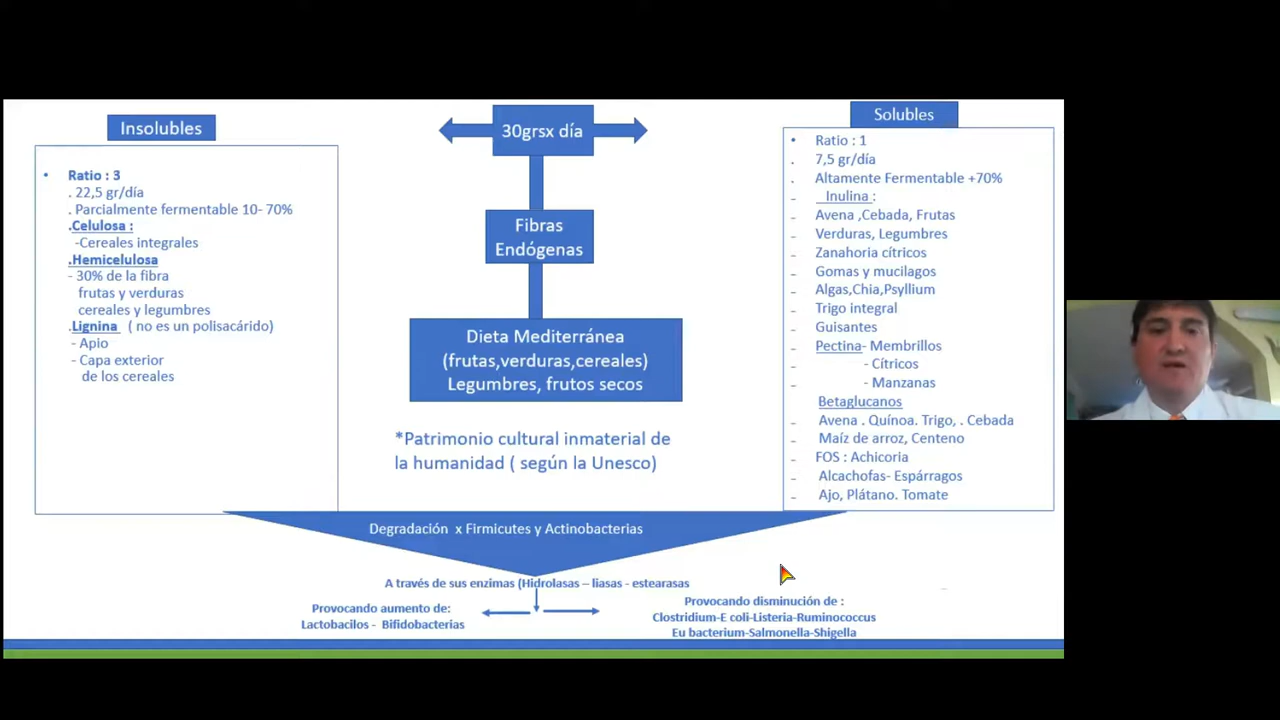 Insolubles
• Ratio : 3
. 22,5 gr/día
. Parcialmente fermentable 10- 70%
.Celulosa :
-Cereales integrales
.Hemicelulosa
- 30% de la fibra
frutas y verduras
cereales y legumbres
.Lignina ( no es un polisacárido)
- Apio
- Capa exterior
de los cereales
30grsx día
Fibras
Endógenas
Dieta Mediterránea
(frutas,verduras,cereales)
Legumbres, frutos secos
*Patrimonio cultural inmaterial de
la humanidad ( según la Unesco)
Solubles
• Ratio : 1
. 7,5 gr/día
. Altamente Fermentable +70%
- Inulina :
- Avena ,Cebada, Frutas
- Verduras, Legumbres
- Zanahoria cítricos
- Gomas y mucilagos
- Algas,Chia,Psyllium
- Trigo integral
- Guisantes
- Pectina- Membrillos
- - Cítricos
- - Manzanas
Betaglucanos
- Avena . Quínoa. Trigo, . Cebada
- Maíz de arroz, Centeno
- FOS : Achicoria
- Alcachofas- Espárragos
- Ajo, Plátano. Tomate
Degradación x Firmicutes y Actinobacterias
A través de sus enzimas (Hidrolasas – liasas - estearasas
Provocando aumento de:
Lactobacilos - Bifidobacterias
Provocando disminución de :
Clostridium-E coli-Listeria-Ruminococcus
Eu bacterium-Salmonella-Shigella